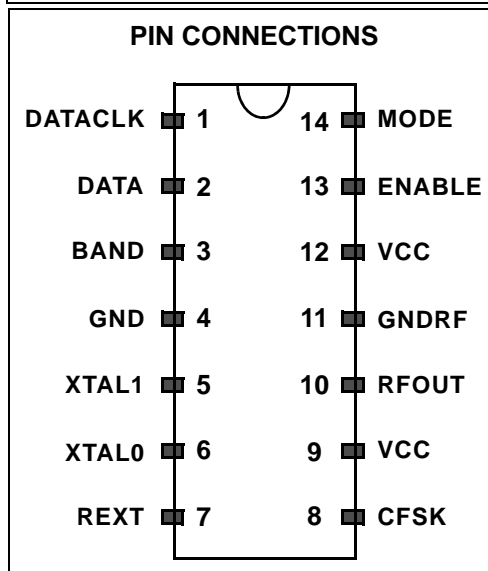 PIN CONNECTIONS
DATACLK 1 14 MODE
DATA 2 13 ENABLE
BAND 3 12 VCC
GND 4 11 GNDRF
XTAL1 5 10 RFOUT
XTAL0 6 9 VCC
REXT 7 8 CFSK